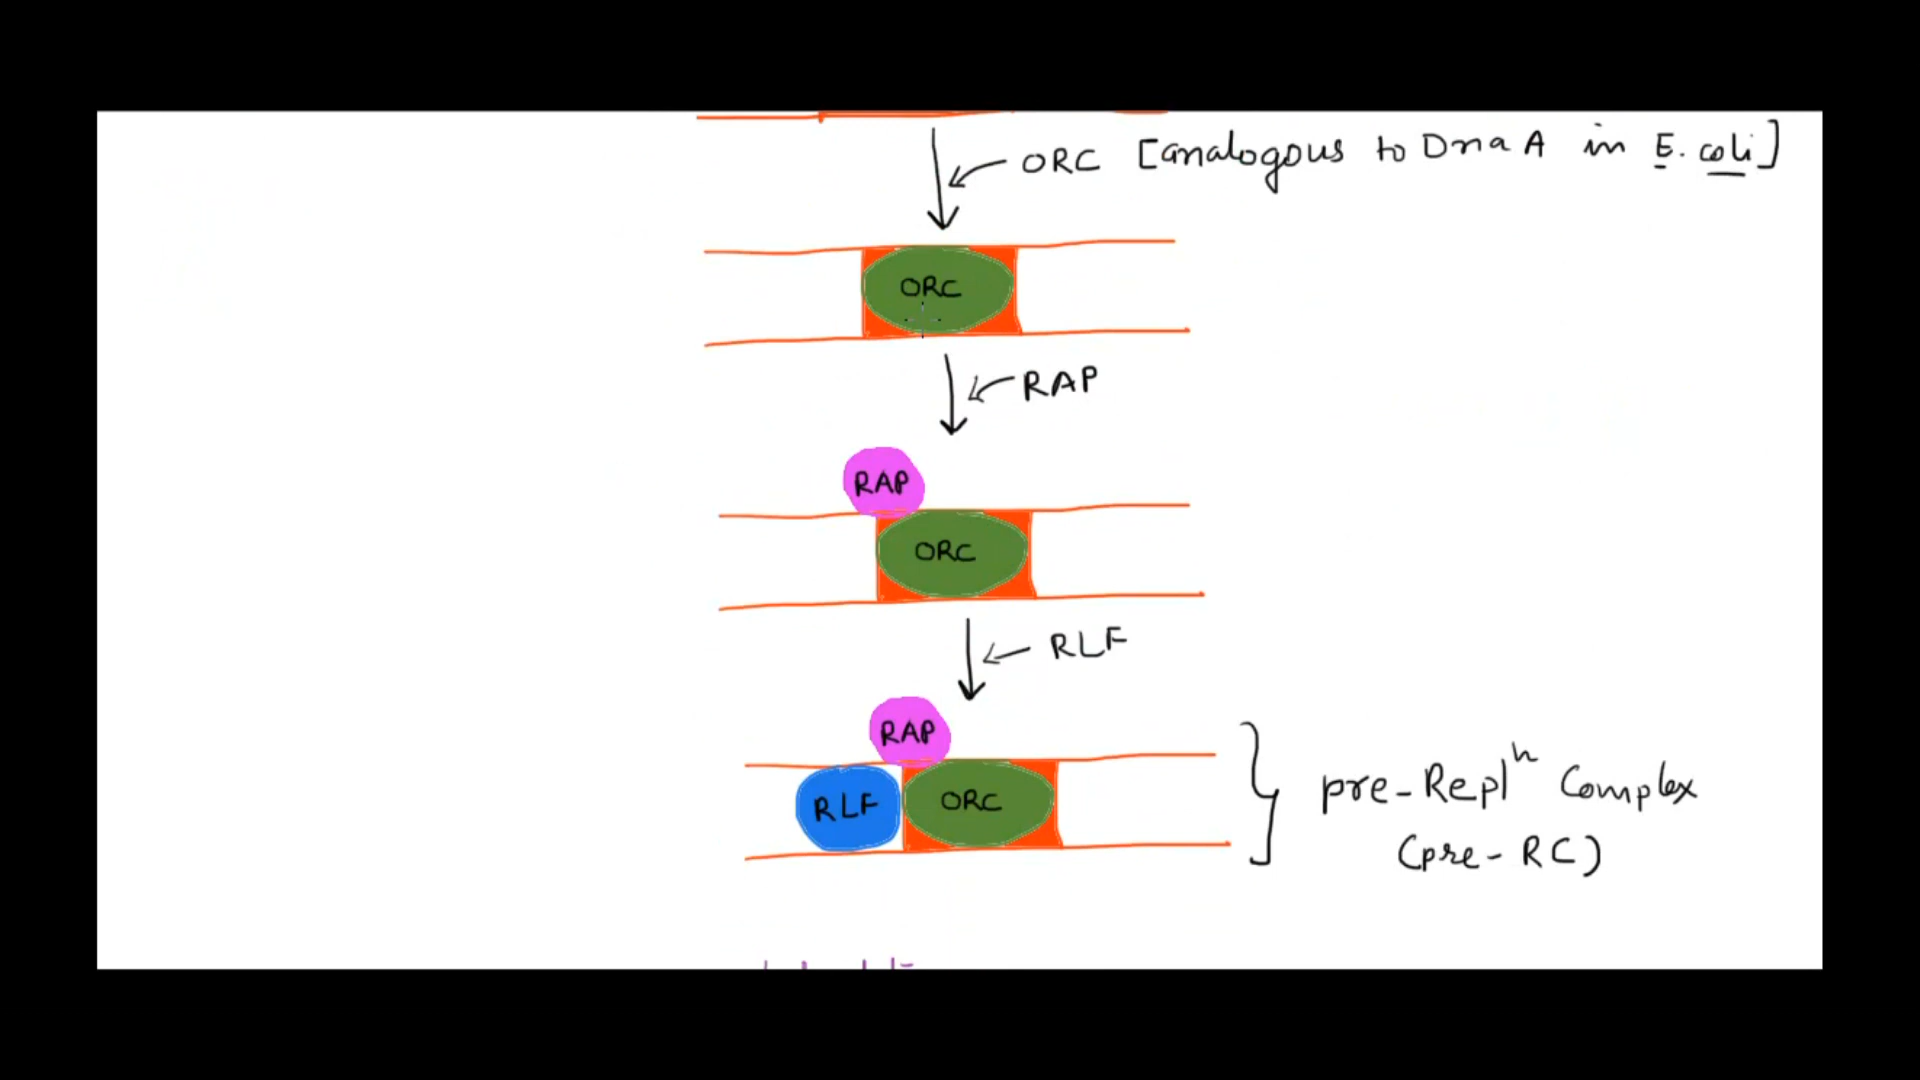 ORC [analogous to DnaA in E. coli]
ORC
RAP
RAP
ORC
RLF
RAP
RLF ORC
pre-Replⁿ Complex
(pre-RC)